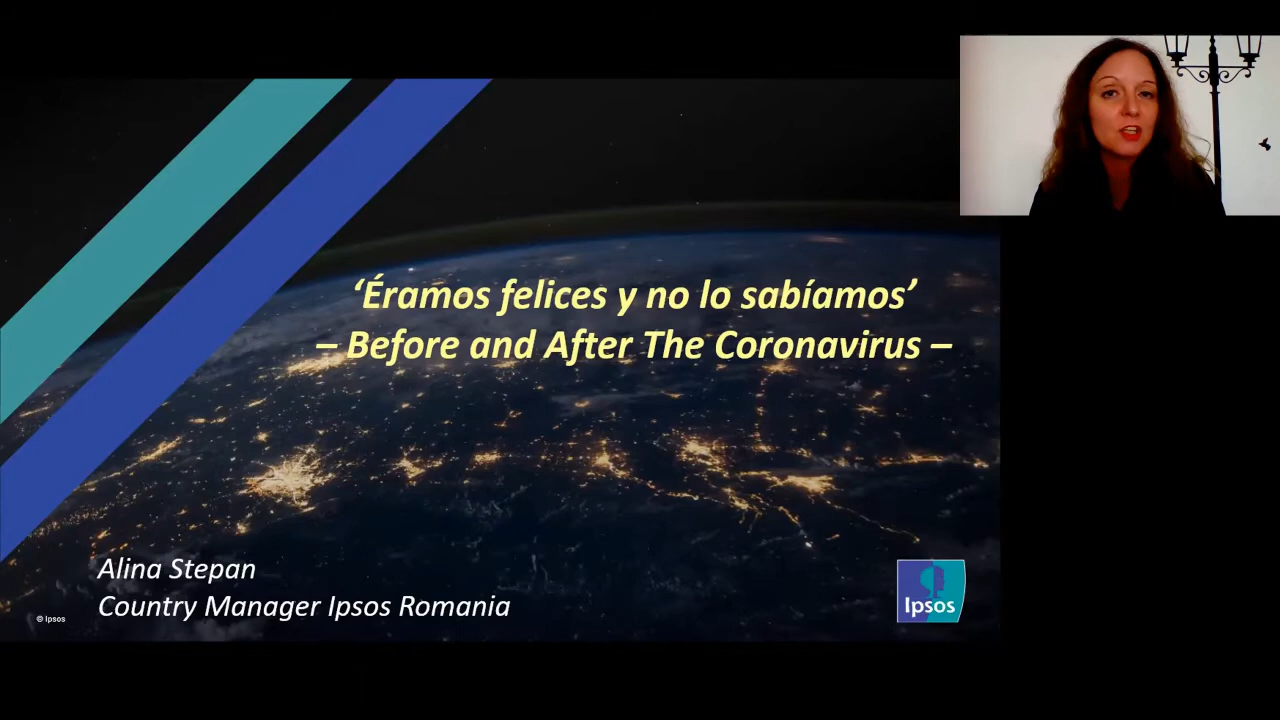 ‘Éramos felices y no lo sabíamos’
– Before and After The Coronavirus –
Alina Stepan
Country Manager Ipsos Romania
© Ipsos
Ipsos